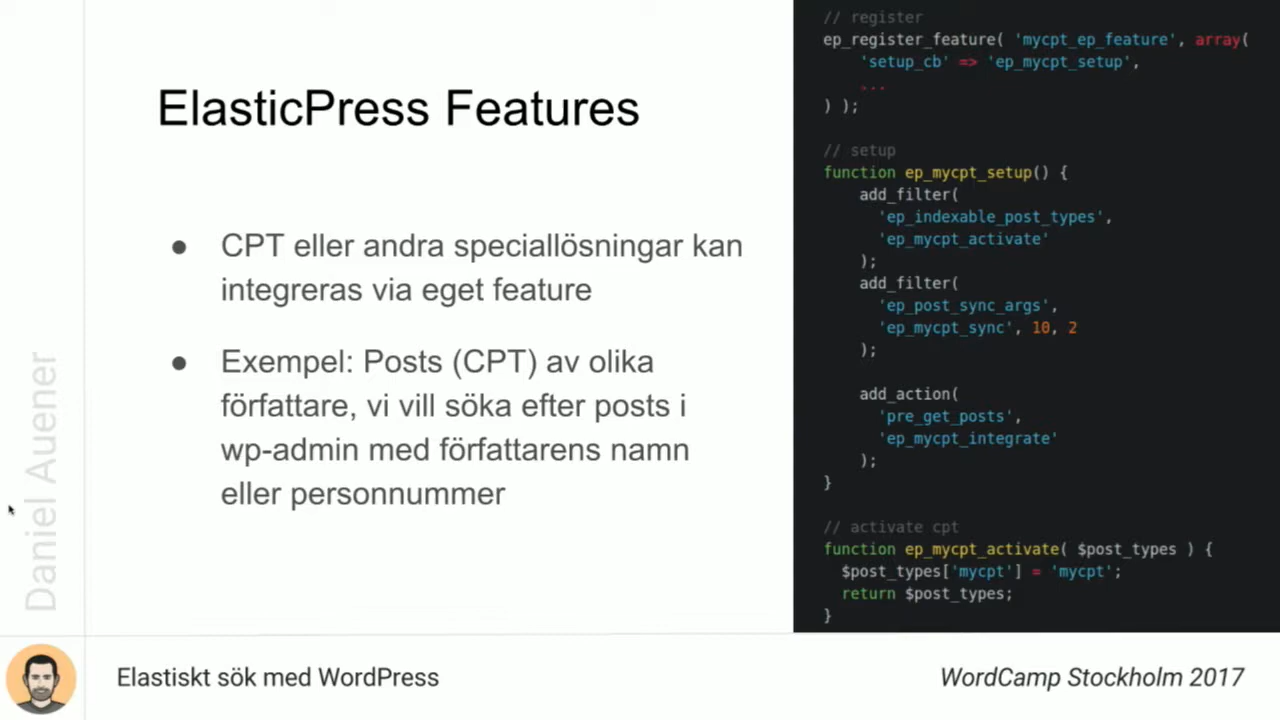 ElasticPress Features
● CPT eller andra speciallösningar kan
integreras via eget feature
● Exempel: Posts (CPT) av olika
författare, vi vill söka efter posts i
wp-admin med författarens namn
eller personnummer
// register
ep_register_feature( 'mycpt_ep_feature', array(
'setup_cb' => 'ep_mycpt_setup',
...
) );
// setup
function ep_mycpt_setup() {
add_filter(
'ep_indexable_post_types',
'ep_mycpt_activate'
);
add_filter(
'ep_post_sync_args',
'ep_mycpt_sync', 10, 2
);
add_action(
'pre_get_posts',
'ep_mycpt_integrate'
);
}
// activate cpt
function ep_mycpt_activate( $post_types ) {
$post_types['mycpt'] = 'mycpt';
return $post_types;
}
Daniel Auener
Elastiskt sök med WordPress
WordCamp Stockholm 2017